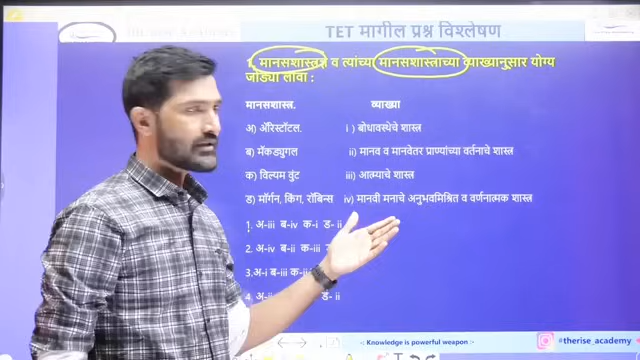 TET मागील प्रश्न विश्लेषण
1. मानसशास्त्रज्ञ व त्यांच्या मानसशास्त्राच्या व्याख्यानुसार योग्य
जोड्या लावा :
मानसशास्त्र. व्याख्या
अ) ॲरिस्टॉटल. i ) बोधावस्थेचे शास्त्र
ब) मॅकड्युगल ii) मानव व मानवेतर प्राण्यांच्या वर्तनाचे शास्त्र
क) विल्यम वुंट iii) आत्म्याचे शास्त्र
ड) मॉर्गन, किंग, रॉबिन्स iv) मानवी मनाचे अनुभवमिश्रित व वर्णनात्मक शास्त्र
1. अ-iii ब-iv क-i ड- ii
2. अ-iv ब-ii क-iii
3.अ-i ब-iii क-ii
4. अ-ii ड- ii
-: Knowledge is powerful weapon :-
#therise_academy